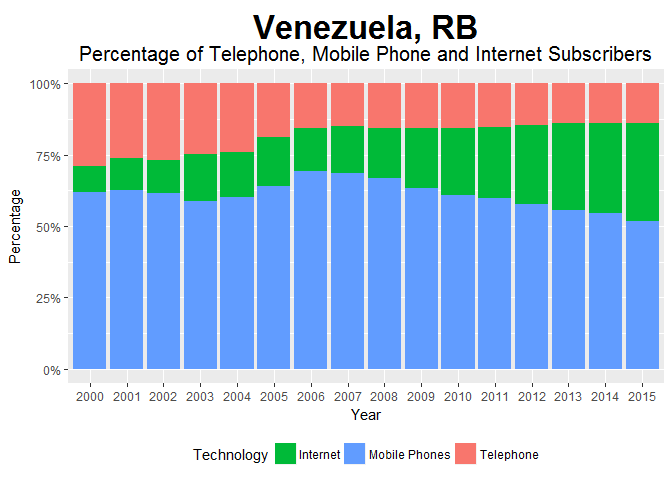 Venezuela, RB
Percentage of Telephone, Mobile Phone and Internet Subscribers
100%
75%
50%
25%
0%
Percentage
2000 2001 2002 2003 2004 2005 2006 2007 2008 2009 2010 2011 2012 2013 2014 2015
Year
Technology Internet Mobile Phones Telephone